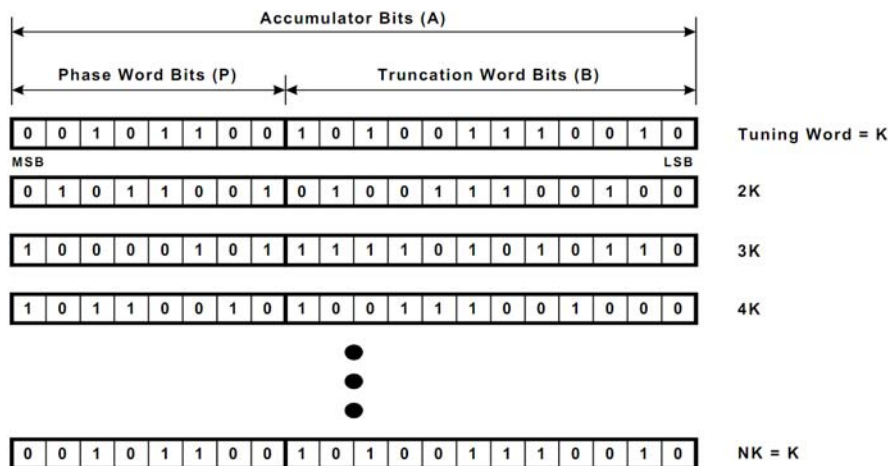 Accumulator Bits (A)
Phase Word Bits (P) Truncation Word Bits (B)
0 0 1 0 1 1 0 0 1 0 1 0 0 1 1 1 0 0 1 0 Tuning Word = K
MSB LSB
0 1 0 1 1 0 0 1 0 1 0 0 1 1 1 0 0 1 0 0 2K
1 0 0 0 0 1 0 1 1 1 1 1 0 1 0 1 0 1 1 0 3K
1 0 1 1 0 0 1 0 1 0 0 1 1 1 0 0 1 0 0 0 4K
0 0 1 0 1 1 0 0 1 0 1 0 0 1 1 1 0 0 1 0 NK = K